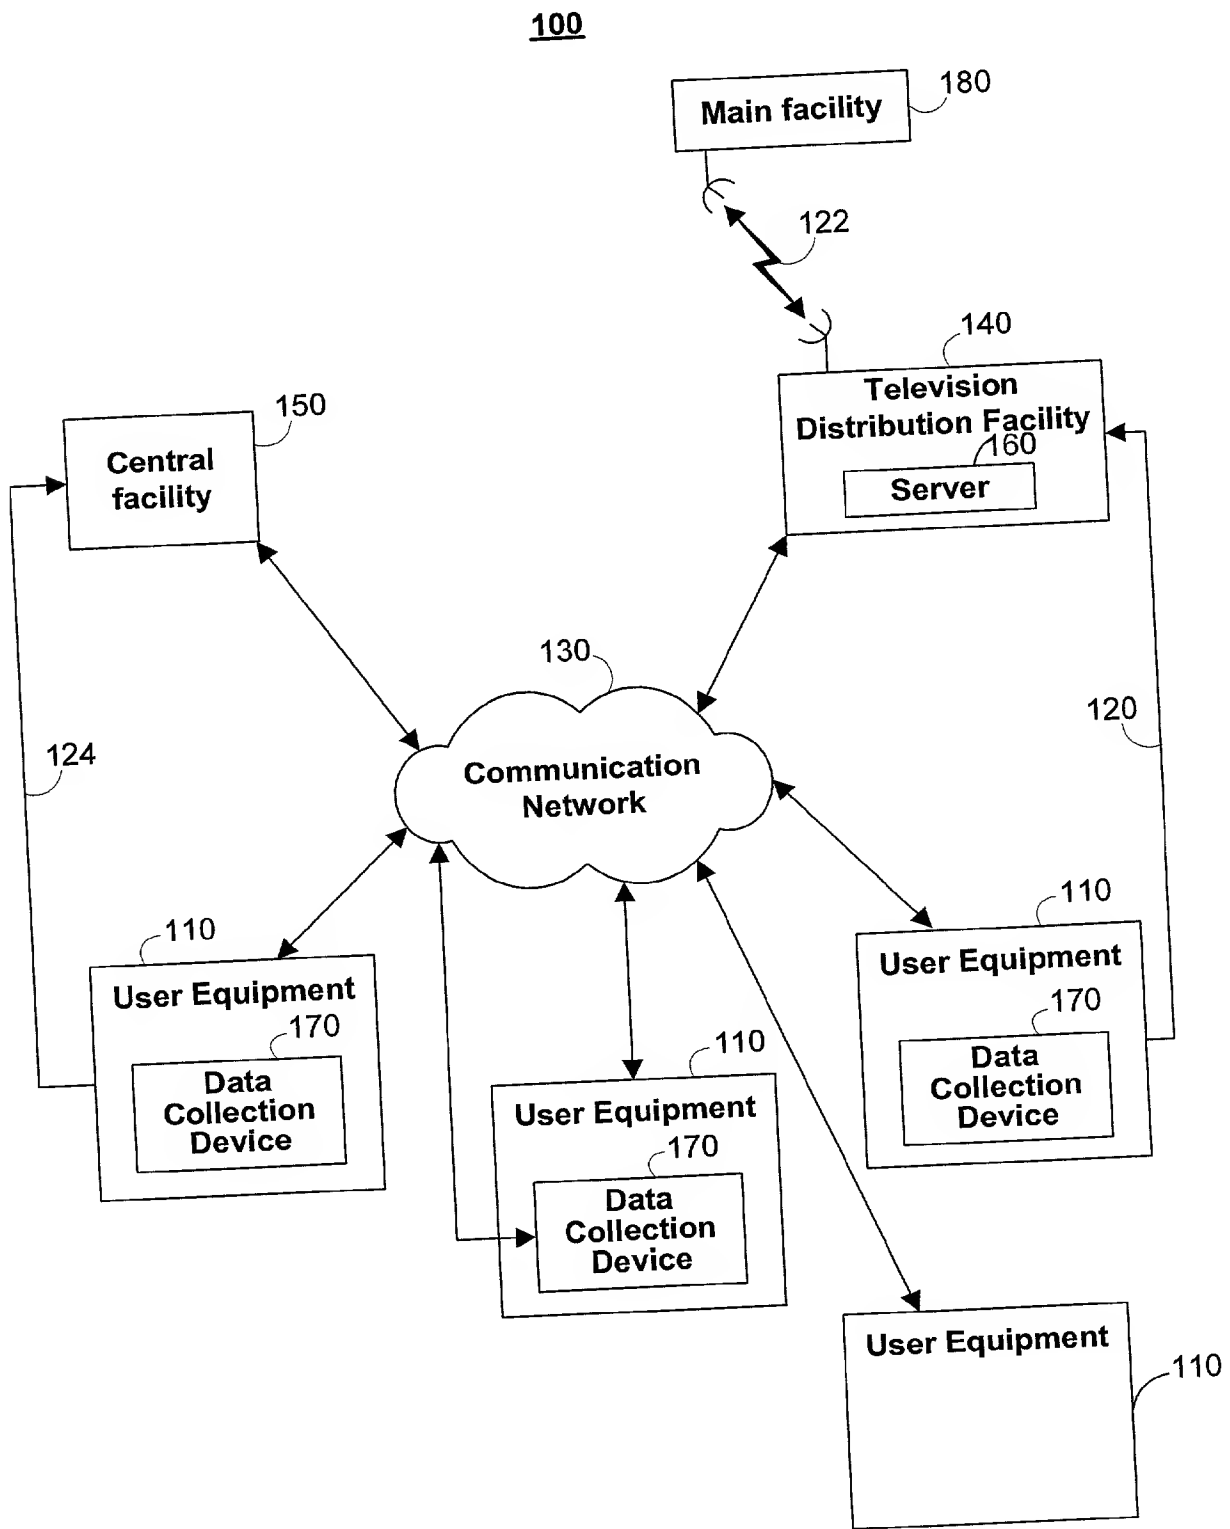 100
Main facility
180
122
140
Television
Distribution Facility
160
Server
150
Central
facility
130
Communication
Network
124
120
110
User Equipment
170
Data
Collection
Device
110
User Equipment
170
Data
Collection
Device
110
User Equipment
170
Data
Collection
Device
User Equipment
110